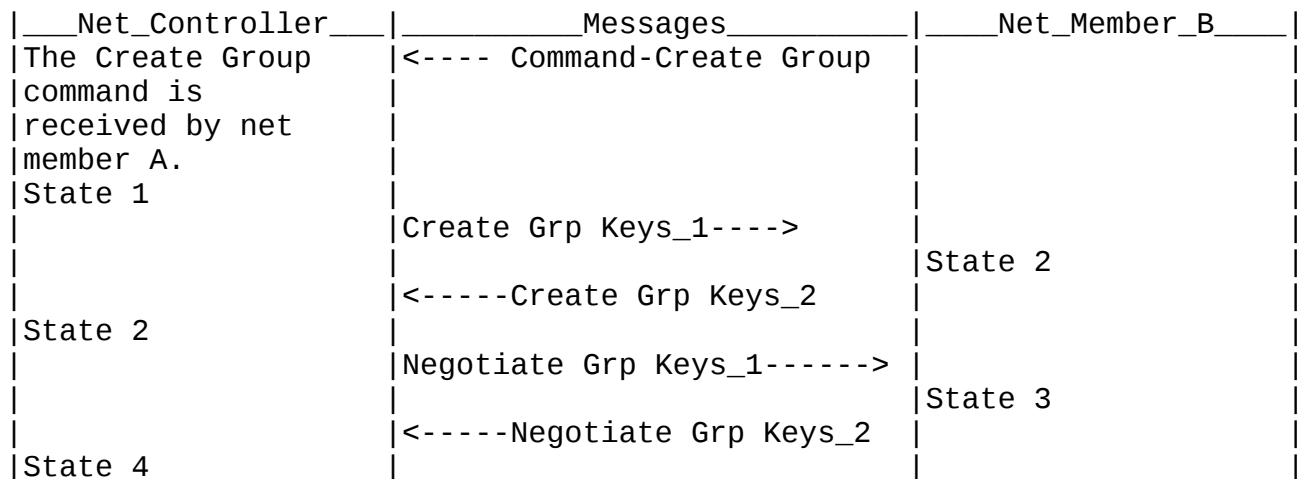 |___Net_Controller___|__________Messages__________|____Net_Member_B____|
|The Create Group    |<---- Command-Create Group  |                    |
|command is          |                            |                    |
|received by net     |                            |                    |
|member A.           |                            |                    |
|State 1             |                            |                    |
|                    |Create Grp Keys_1---->      |                    |
|                    |                            |State 2             |
|                    |<-----Create Grp Keys_2     |                    |
|State 2             |                            |                    |
|                    |Negotiate Grp Keys_1------> |                    |
|                    |                            |State 3             |
|                    |<-----Negotiate Grp Keys_2  |                    |
|State 4             |                            |                    |